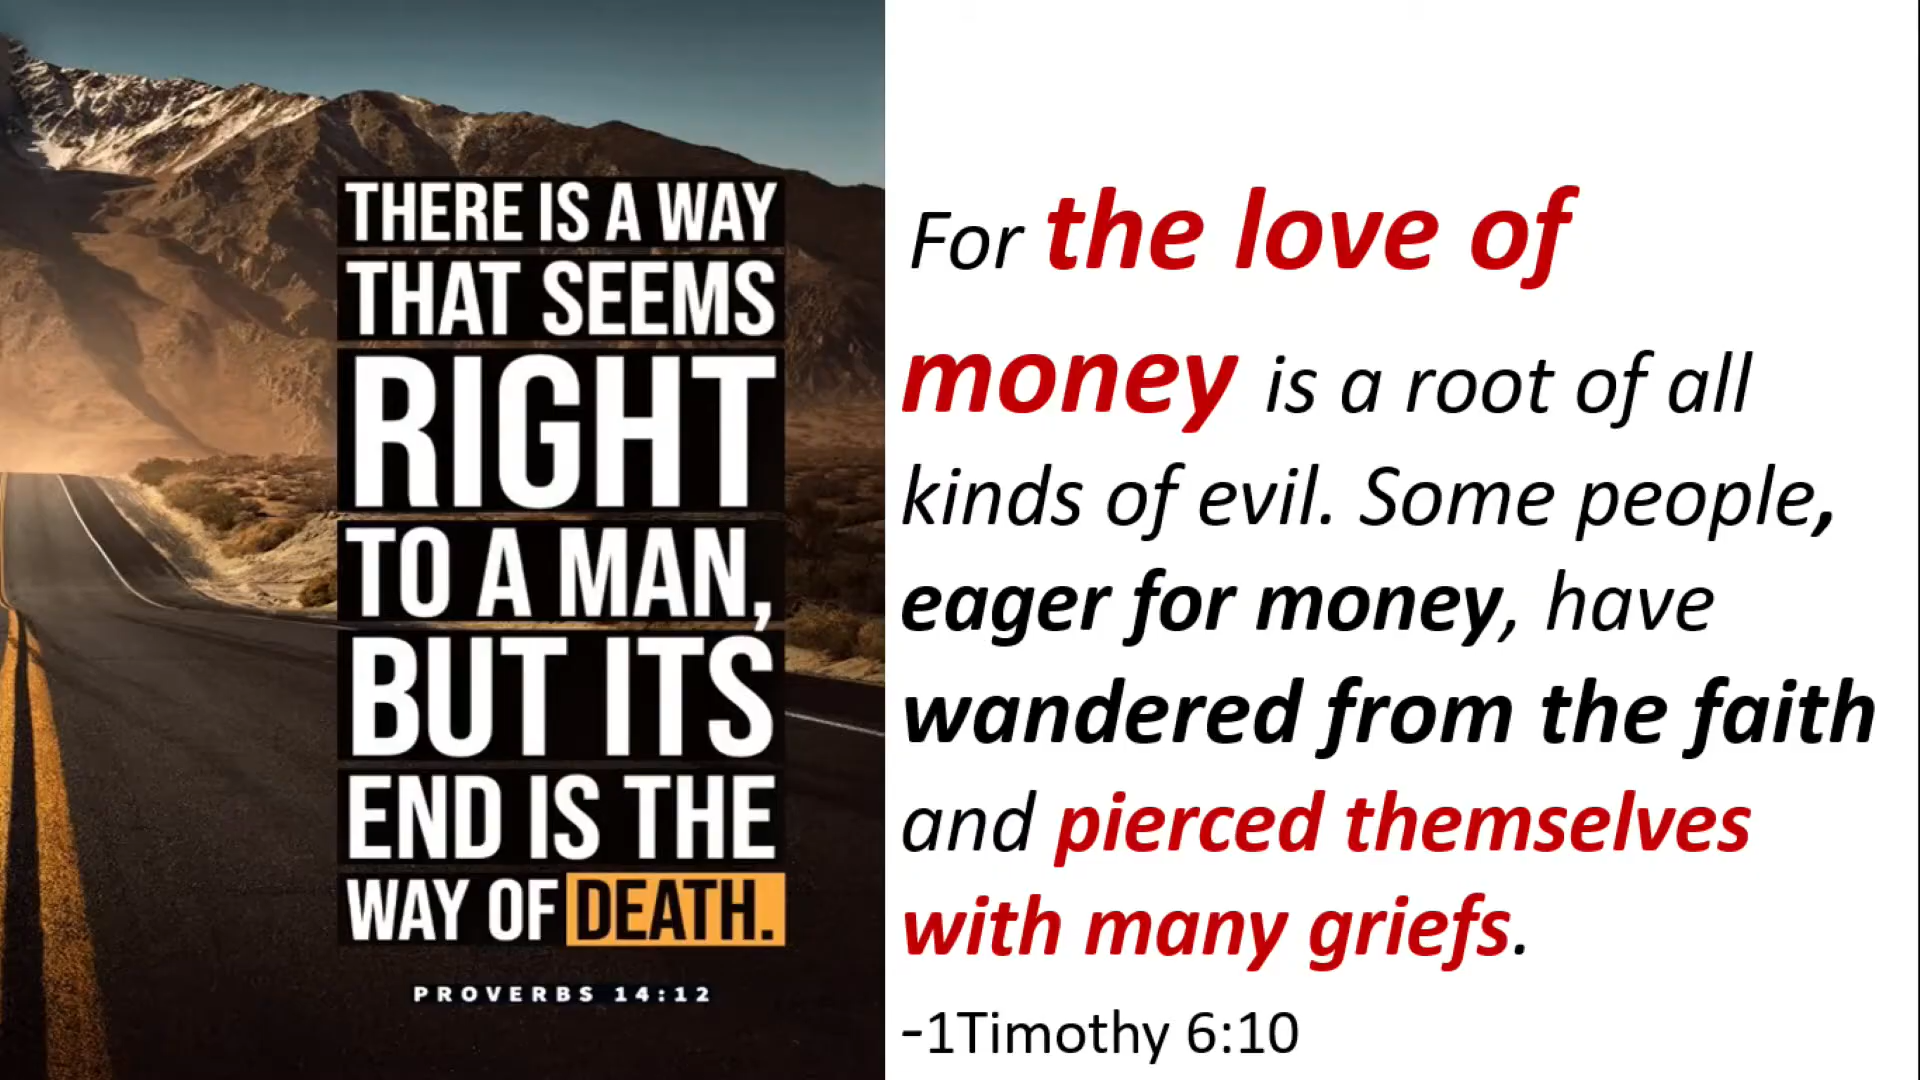 THERE IS A WAY
THAT SEEMS
RIGHT
TO A MAN,
BUT ITS
END IS THE
WAY OF DEATH.
PROVERBS 14:12
For the love of
money is a root of all
kinds of evil. Some people,
eager for money, have
wandered from the faith
and pierced themselves
with many griefs.
-1Timothy 6:10